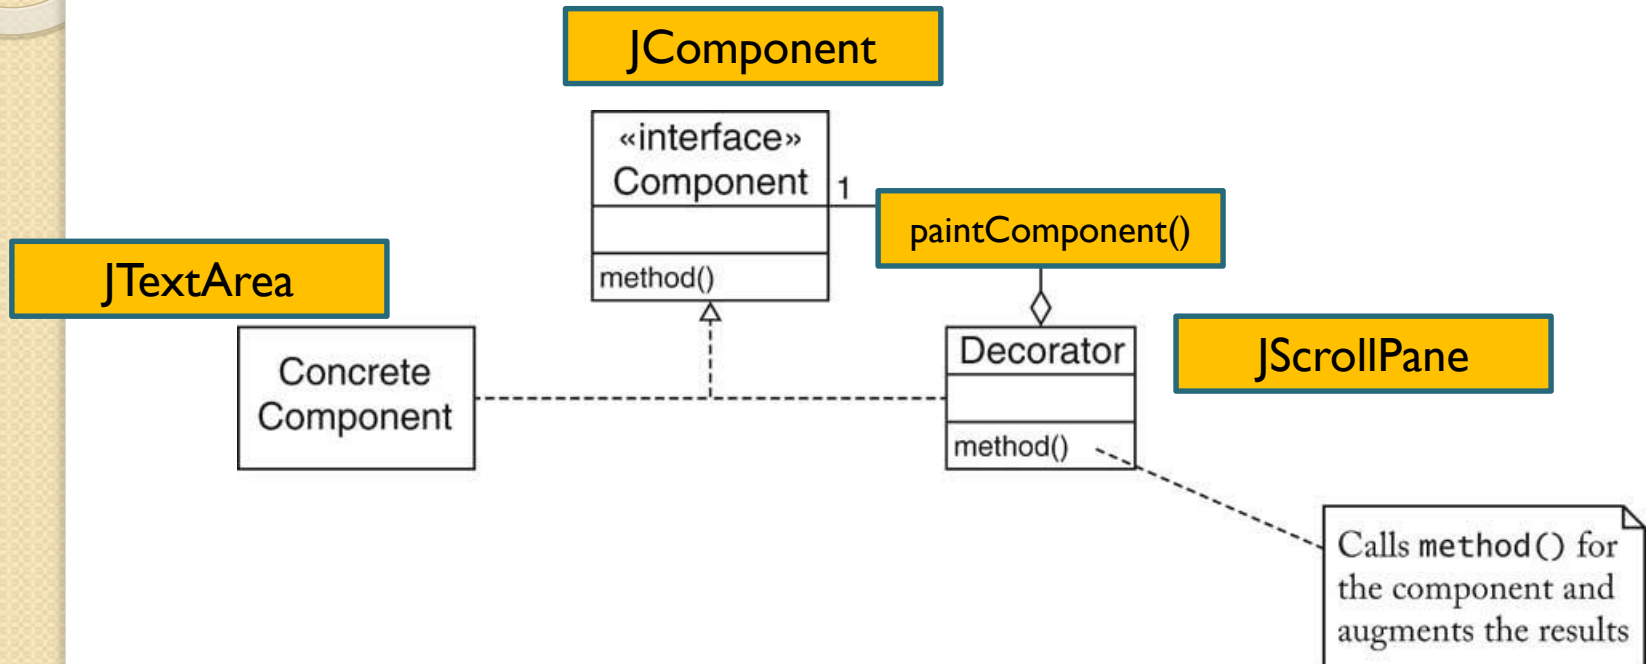 JComponent
«interface»
Component
1
paintComponent()
method()
JTextArea
Concrete
Component
Decorator
method()
JScrollPane
Calls method() for
the component and
augments the results